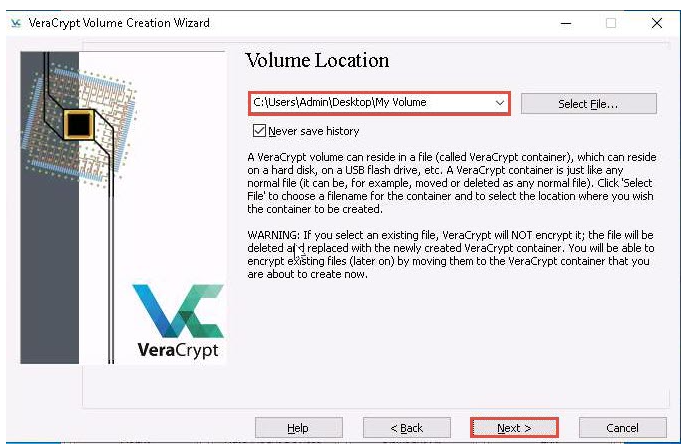 VeraCrypt Volume Creation Wizard
Volume Location
C:\Users\Admin\Desktop\My Volume
Select File...
Never save history
A VeraCrypt volume can reside in a file (called VeraCrypt container), which can reside
on a hard disk, on a USB flash drive, etc. A VeraCrypt container is just like any
normal file (it can be, for example, moved or deleted as any normal file). Click 'Select
File' to choose a filename for the container and to select the location where you wish
the container to be created.
WARNING: If you select an existing file, VeraCrypt will NOT encrypt it; the file will be
deleted and replaced with the newly created VeraCrypt container. You will be able to
encrypt existing files (later on) by moving them to the VeraCrypt container that you
are about to create now.
VeraCrypt
Help
< Back
Next >
Cancel